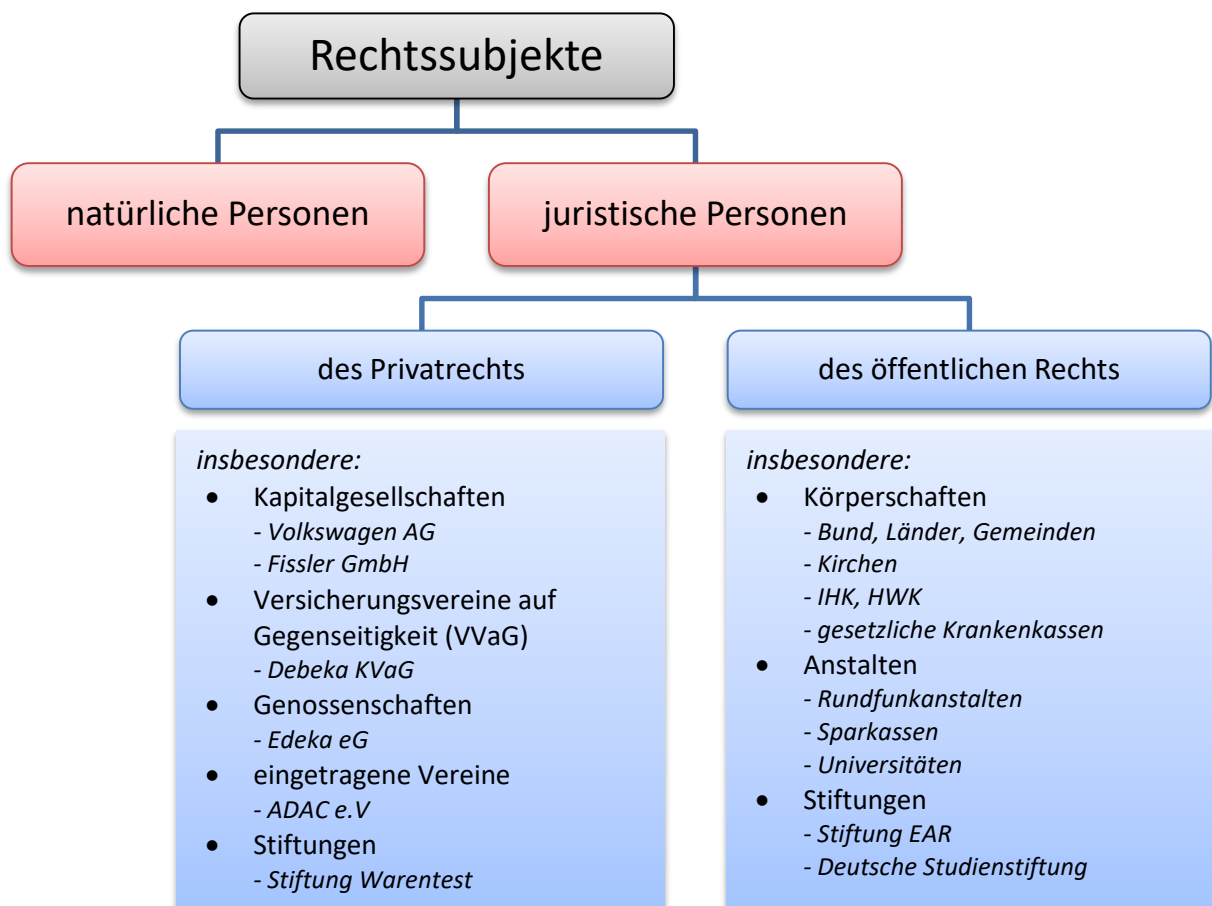 Rechtssubjekte
natürliche Personen
juristische Personen
des Privatrechts
insbesondere:
• Kapitalgesellschaften
- Volkswagen AG
- Fissler GmbH
• Versicherungsvereine auf
Gegenseitigkeit (VVaG)
- Debeka KVaG
• Genossenschaften
- Edeka eG
• eingetragene Vereine
- ADAC e.V
• Stiftungen
- Stiftung Warentest
des öffentlichen Rechts
insbesondere:
• Körperschaften
- Bund, Länder, Gemeinden
- Kirchen
- IHK, HWK
- gesetzliche Krankenkassen
• Anstalten
- Rundfunkanstalten
- Sparkassen
- Universitäten
• Stiftungen
- Stiftung EAR
- Deutsche Studienstiftung